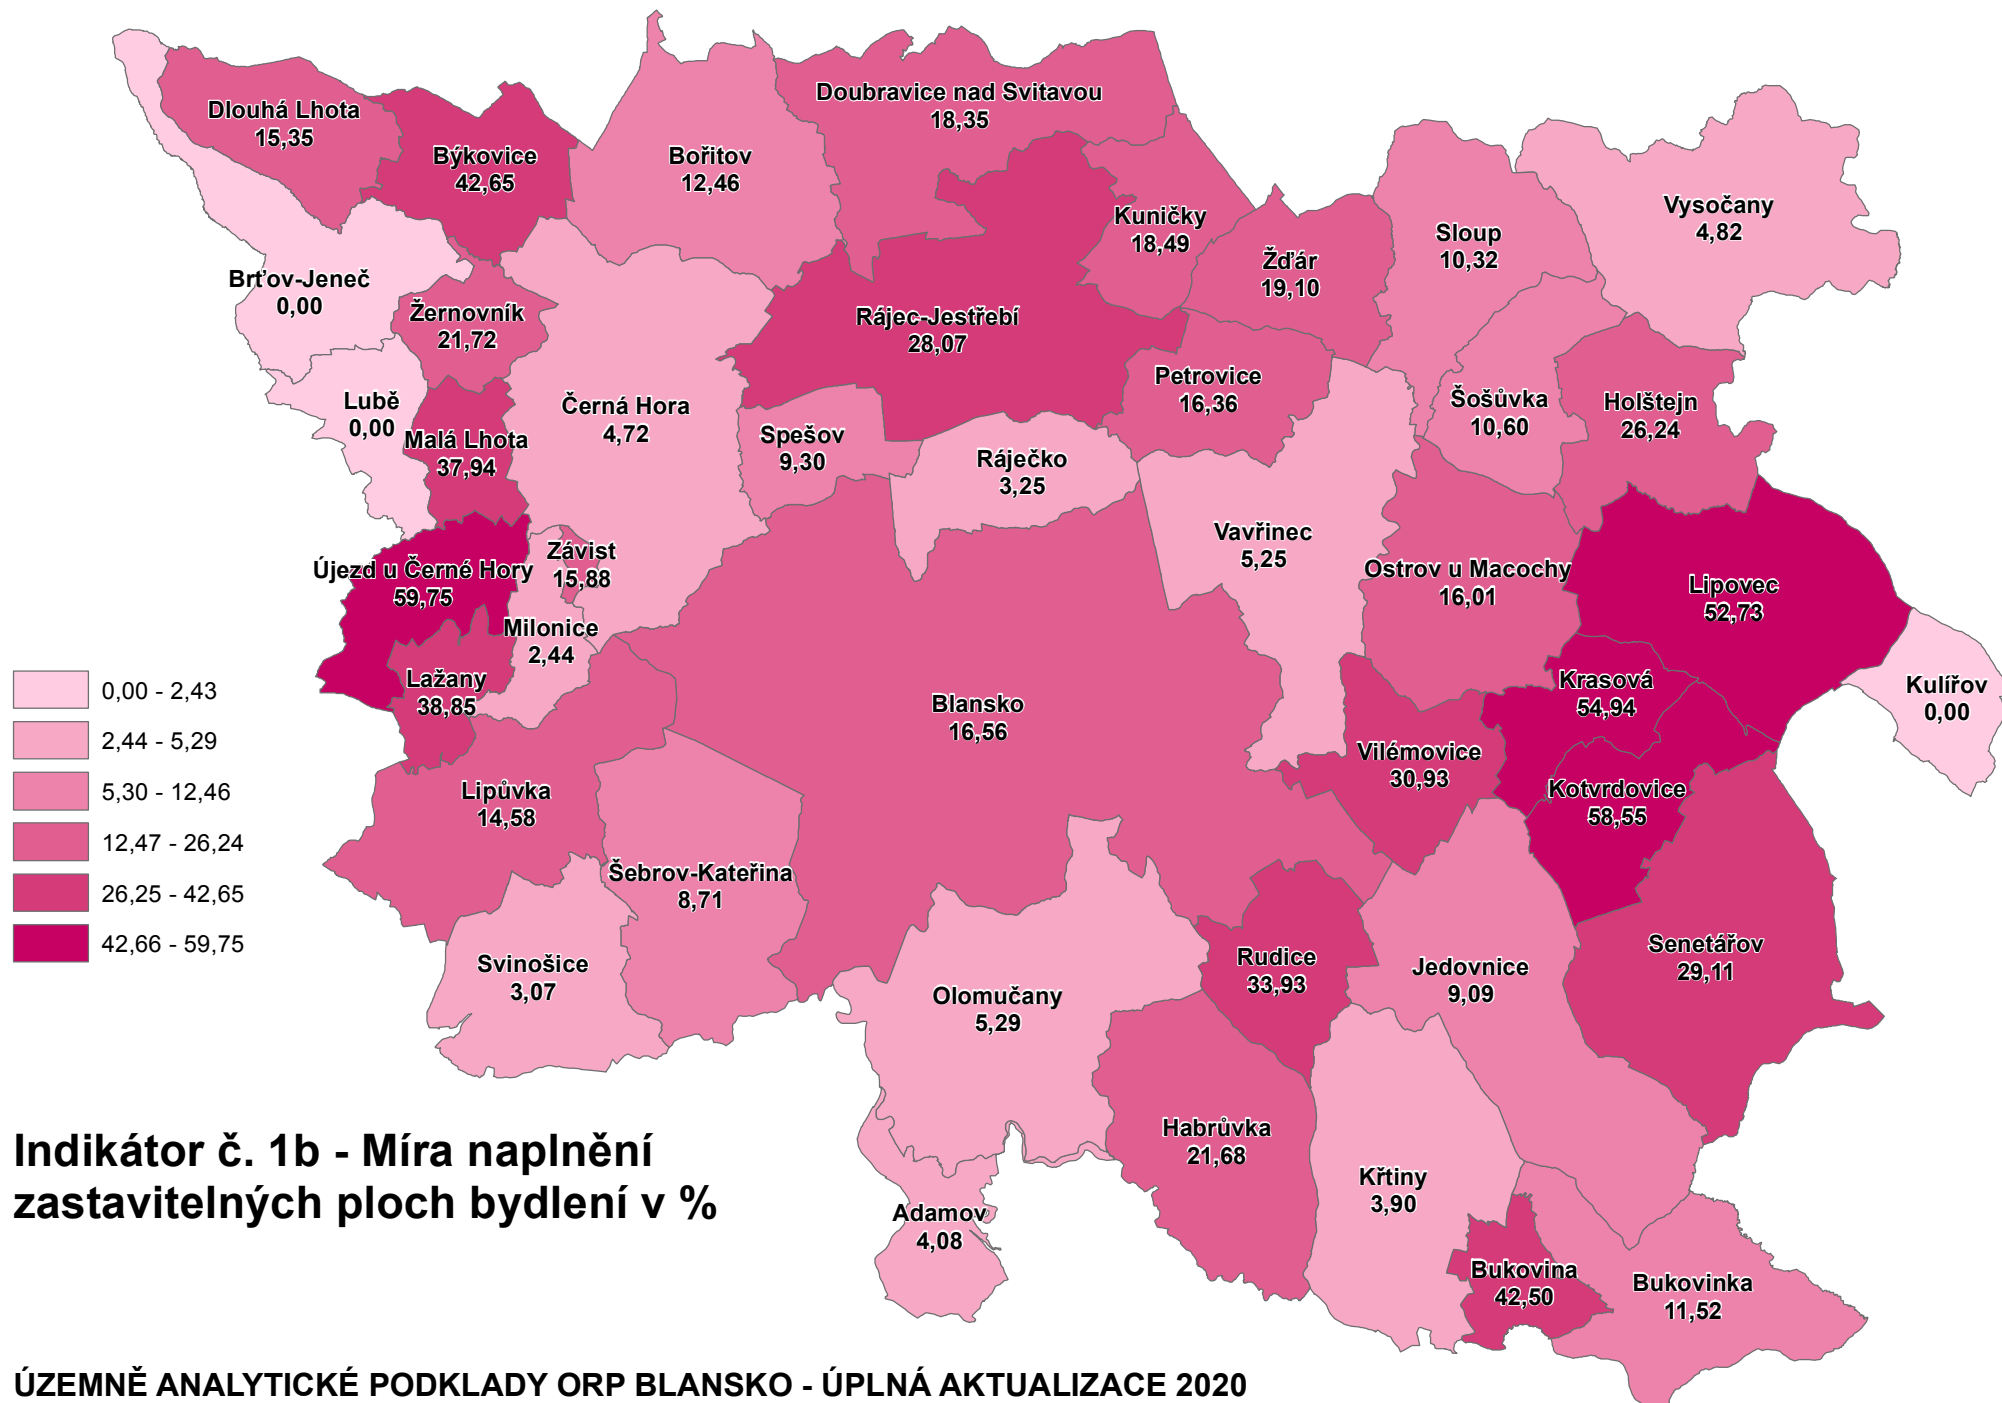 Dlouhá Lhota
15,35
Býkovice
42,65
Bořitov
12,46
Doubravice nad Svitavou
18,35
Kuničky
18,49
Žďár
19,10
Sloup
10,32
Vysočany
4,82
Brťov-Jeneč
0,00
Žernovník
21,72
Rájec-Jestřebí
28,07
Petrovice
16,36
Šošůvka
10,60
Holštejn
26,24
Lubě
0,00
Malá Lhota
37,94
Černá Hora
4,72
Spešov
9,30
Ráječko
3,25
Vavřinec
5,25
Ostrov u Macochy
16,01
Lipovec
52,73
Újezd u Černé Hory
59,75
Závist
15,88
Milonice
2,44
Lažany
38,85
Blansko
16,56
Krasová
54,94
Kulířov
0,00
Vilémovice
30,93
Kotvrdovice
58,55
Lipůvka
14,58
Šebrov-Kateřina
8,71
Svinošice
3,07
Olomučany
5,29
Rudice
33,93
Jedovnice
9,09
Senetářov
29,11
Habrůvka
21,68
Křtiny
3,90
Adamov
4,08
Bukovina
42,50
Bukovinka
11,52
0,00 - 2,43
2,44 - 5,29
5,30 - 12,46
12,47 - 26,24
26,25 - 42,65
42,66 - 59,75
Indikátor č. 1b - Míra naplnění
zastavitelných ploch bydlení v %
ÚZEMNĚ ANALYTICKÉ PODKLADY ORP BLANSKO - ÚPLNÁ AKTUALIZACE 2020